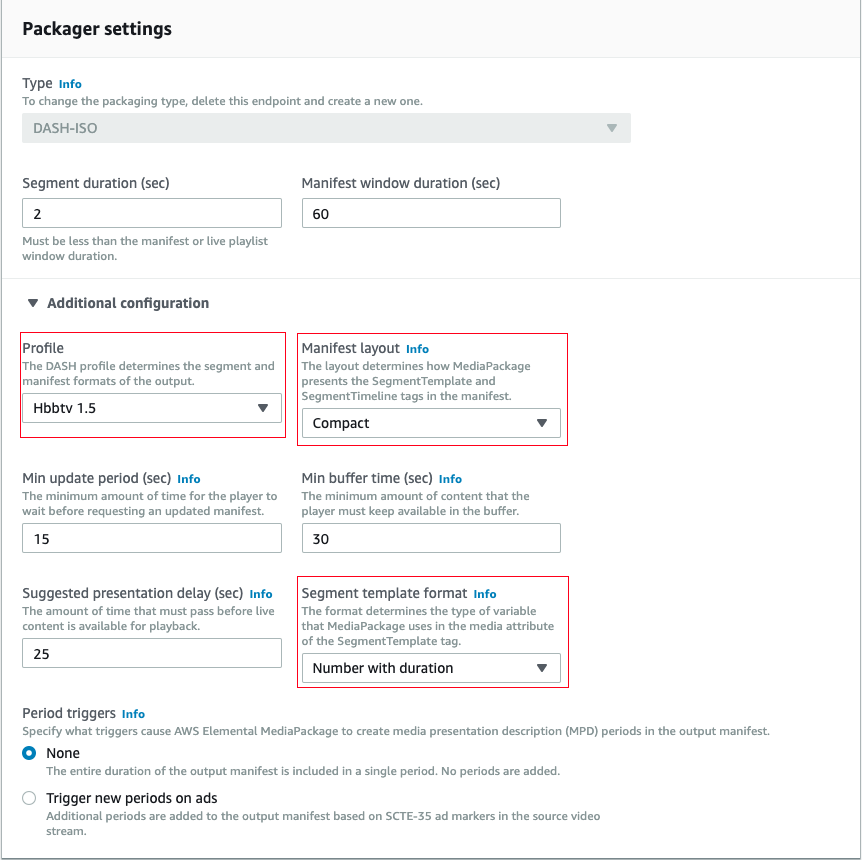 Packager settings
Type Info
To change the packaging type, delete this endpoint and create a new one.
DASH-ISO
Segment duration (sec)
2
Must be less than the manifest or live playlist
window duration.
Manifest window duration (sec)
60
Additional configuration
Profile
The DASH profile determines the segment and
manifest formats of the output.
Hbbtv 1.5
Manifest layout Info
The layout determines how MediaPackage
presents the SegmentTemplate and
SegmentTimeline tags in the manifest.
Compact
Min update period (sec) Info
The minimum amount of time for the player to
wait before requesting an updated manifest.
15
Min buffer time (sec) Info
The minimum amount of content that the
player must keep available in the buffer.
30
Suggested presentation delay (sec) Info
The amount of time that must pass before live
content is available for playback.
25
Segment template format Info
The format determines the type of variable
that MediaPackage uses in the media attribute
of the SegmentTemplate tag.
Number with duration
Period triggers Info
Specify what triggers cause AWS Elemental MediaPackage to create media presentation description (MPD) periods in the output manifest.
None
The entire duration of the output manifest is included in a single period. No periods are added.
Trigger new periods on ads
Additional periods are added to the output manifest based on SCTE-35 ad markers in the source video
stream.